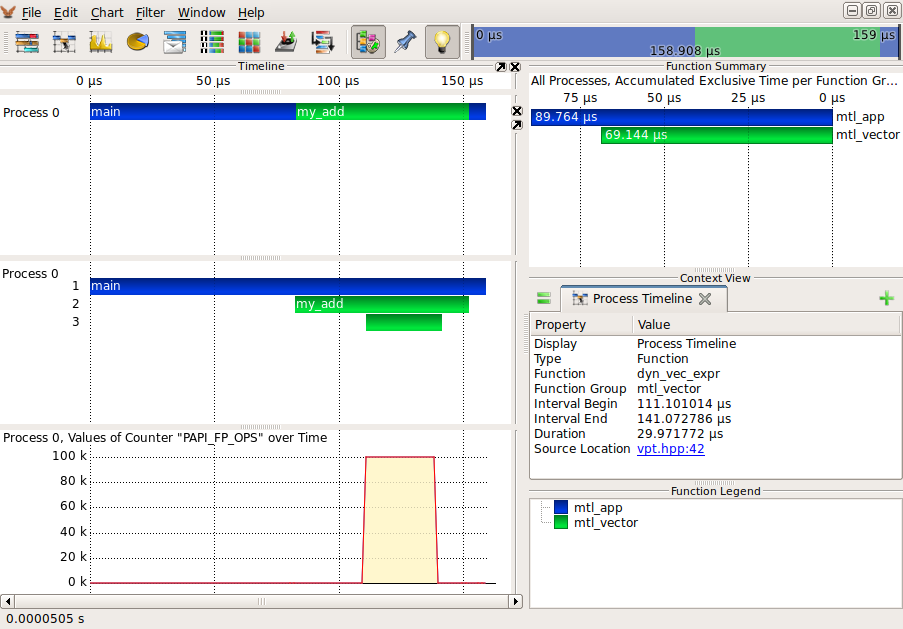 File Edit Chart Filter Window Help
0 µs 159 µs
158.908 µs
Timeline
0 µs 50 µs 100 µs 150 µs
Process 0 main my_add
Process 0
1 main
2 my_add
3
Process 0, Values of Counter "PAPI_FP_OPS" over Time
100 k
80 k
60 k
40 k
20 k
0 k
0.0000505 s
Function Summary
All Processes, Accumulated Exclusive Time per Function Gr...
75 µs 50 µs 25 µs 0 µs
89.764 µs mtl_app
69.144 µs mtl_vector
Context View
Process Timeline
Property Value
Display Process Timeline
Type Function
Function dyn_vec_expr
Function Group mtl_vector
Interval Begin 111.101014 µs
Interval End 141.072786 µs
Duration 29.971772 µs
Source Location vpt.hpp:42
Function Legend
mtl_app
mtl_vector